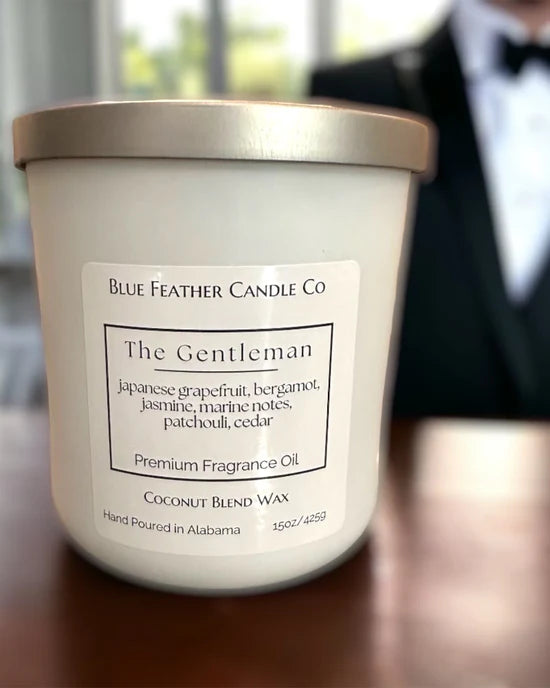 Blue Feather Candle Co
The Gentleman
japanese grapefruit, bergamot,
jasmine, marine notes,
patchouli, cedar
Premium Fragrance Oil
Coconut Blend Wax
Hand Poured in Alabama 15oz/425g